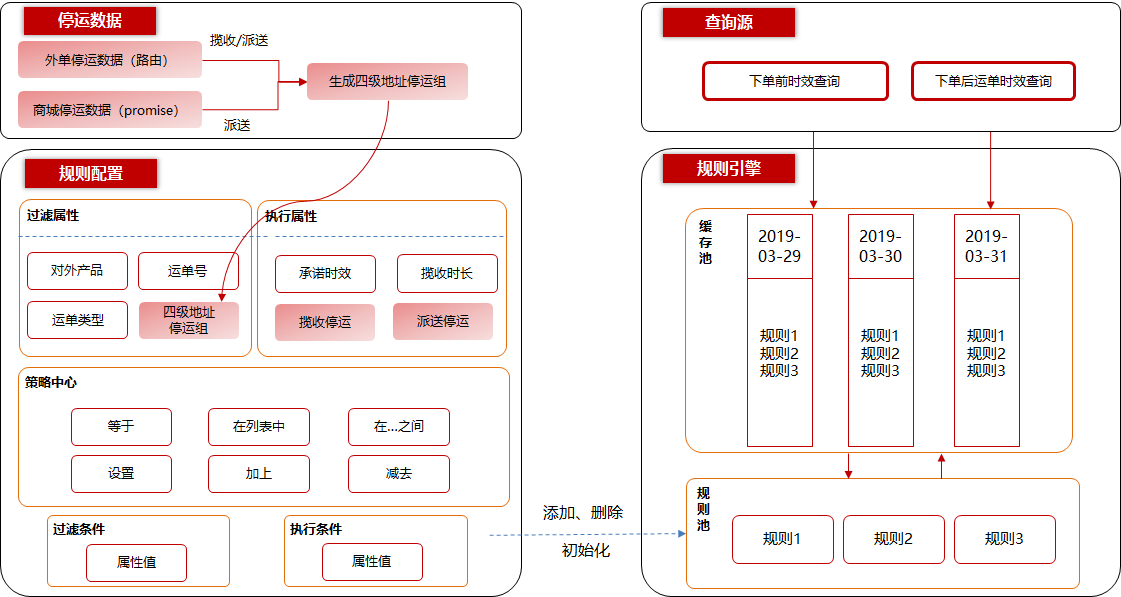 停运数据
揽收/派送
外单停运数据（路由）
生成四级地址停运组
商城停运数据（promise）
派送
规则配置
过滤属性
对外产品
运单号
运单类型
四级地址
停运组
执行属性
承诺时效
揽收时长
揽收停运
派送停运
策略中心
等于
在列表中
在...之间
设置
加上
减去
过滤条件
属性值
执行条件
属性值
添加、删除
初始化
查询源
下单前时效查询
下单后运单时效查询
规则引擎
缓
存
池
2019-
03-29
规则1
规则2
规则3
2019-
03-30
规则1
规则2
规则3
2019-
03-31
规则1
规则2
规则3
规
则
池
规则1
规则2
规则3